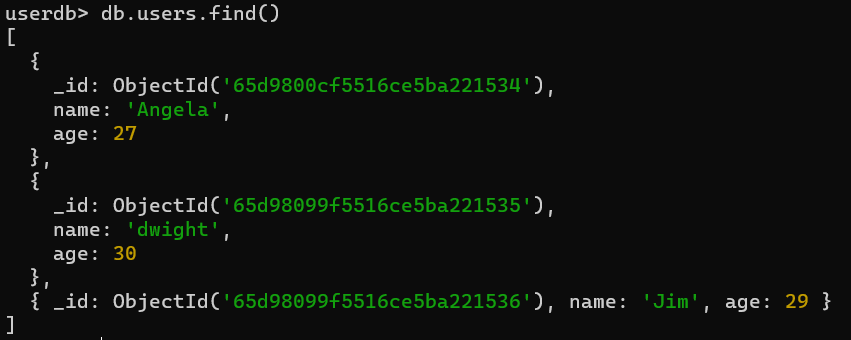 userdb> db.users.find()
[
  {
    _id: ObjectId('65d9800cf5516ce5ba221534'),
    name: 'Angela',
    age: 27
  },
  {
    _id: ObjectId('65d98099f5516ce5ba221535'),
    name: 'dwight',
    age: 30
  },
  { _id: ObjectId('65d98099f5516ce5ba221536'), name: 'Jim', age: 29 }
]